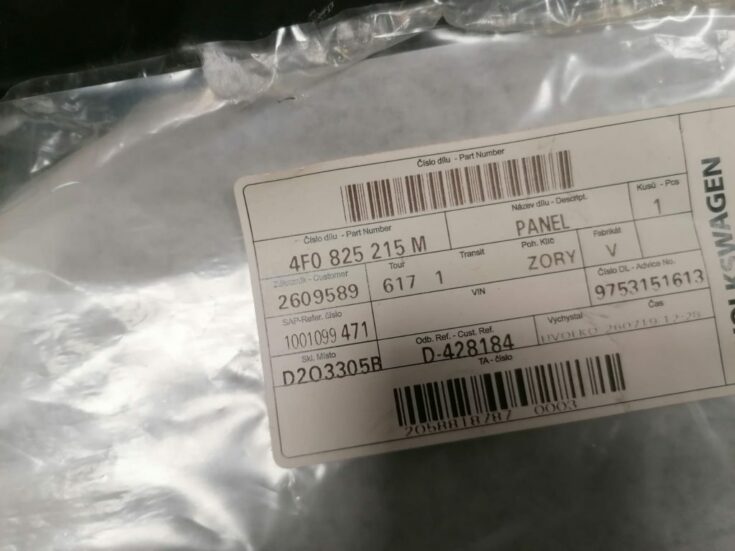 Číslo dílu - Part Number
Číslo dílu - Part Number
4F0 825 215 M
Název dílu - Descript.
PANEL
Kusů - Pcs
1
Zákazník - Customer
2609589
Tour
617 1
Transit
Poh. Klíč
ZORY
Fabrikát
V
SAP-Refer. číslo
1001099 471
VIN
Číslo DL - Advice No.
9753151613
Skl. Místo
D2O3305B
Odb. Ref. - Cust. Ref.
D-428184
Vychystal
Čas
TA - číslo
2058818787 0003
VOLKSWAGEN